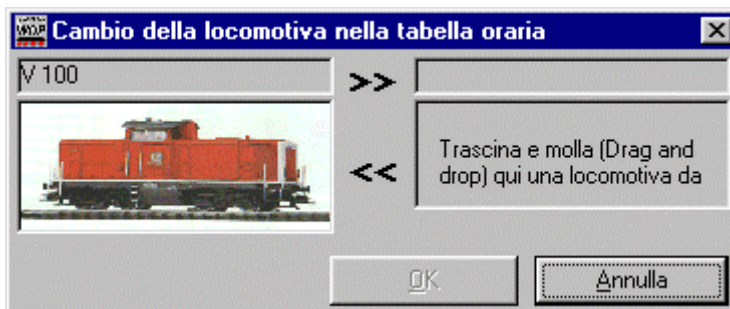 Cambio della locomotiva nella tabella oraria
V 100
>>
<<
Trascina e molla (Drag and
drop) qui una locomotiva da
OK
Annulla